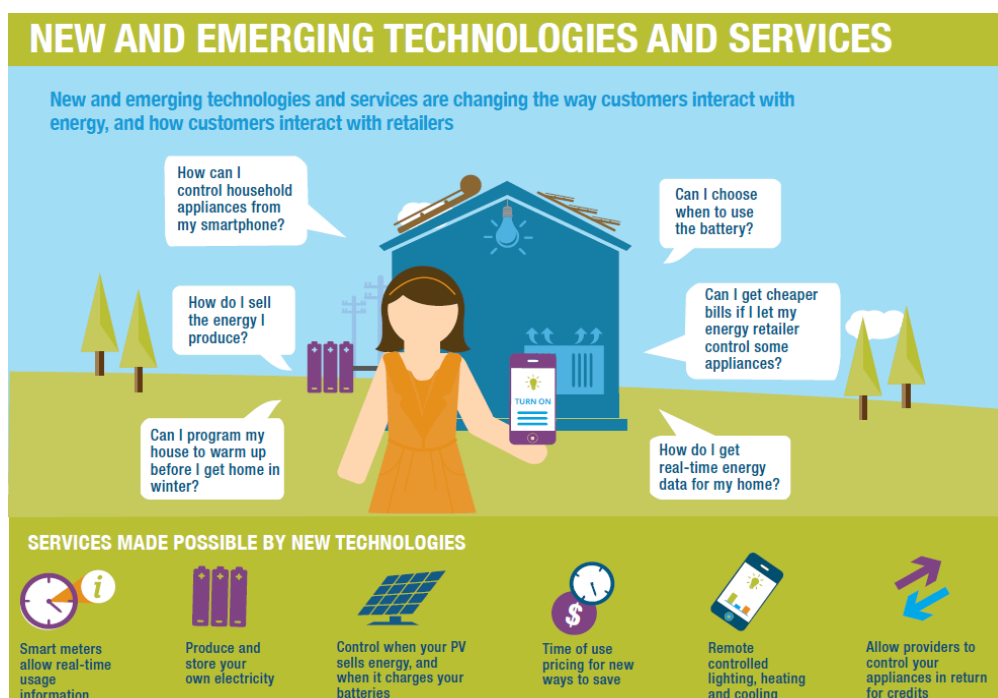 NEW AND EMERGING TECHNOLOGIES AND SERVICES
New and emerging technologies and services are changing the way customers interact with
energy, and how customers interact with retailers
How can I
control household
appliances from
my smartphone?
Can I choose
when to use
the battery?
How do I sell
the energy I
produce?
Can I get cheaper
bills if I let my
energy retailer
control some
appliances?
TURN ON
Can I program my
house to warm up
before I get home in
winter?
How do I get
real-time energy
data for my home?
SERVICES MADE POSSIBLE BY NEW TECHNOLOGIES
i
$
Smart meters
allow real-time
usage
information
Produce and
store your
own electricity
Control when your PV
sells energy, and
when it charges your
batteries
Time of use
pricing for new
ways to save
Remote
controlled
lighting, heating
and cooling
Allow providers to
control your
appliances in return
for credits